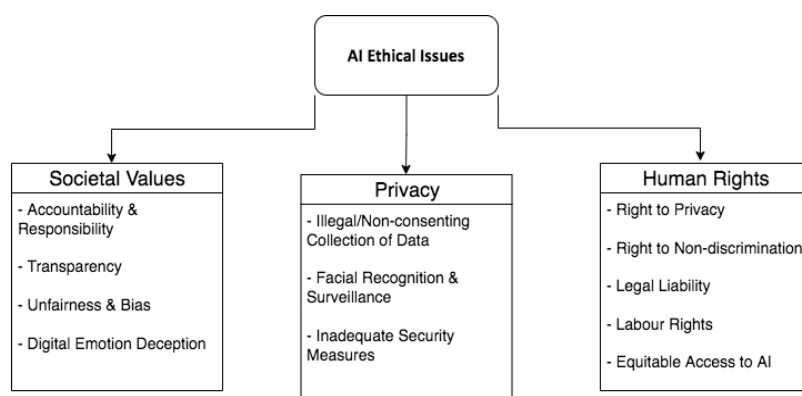 AI Ethical Issues
Societal Values
- Accountability &
Responsibility
- Transparency
- Unfairness & Bias
- Digital Emotion Deception
Privacy
- Illegal/Non-consenting
Collection of Data
- Facial Recognition &
Surveillance
- Inadequate Security
Measures
Human Rights
- Right to Privacy
- Right to Non-discrimination
- Legal Liability
- Labour Rights
- Equitable Access to AI